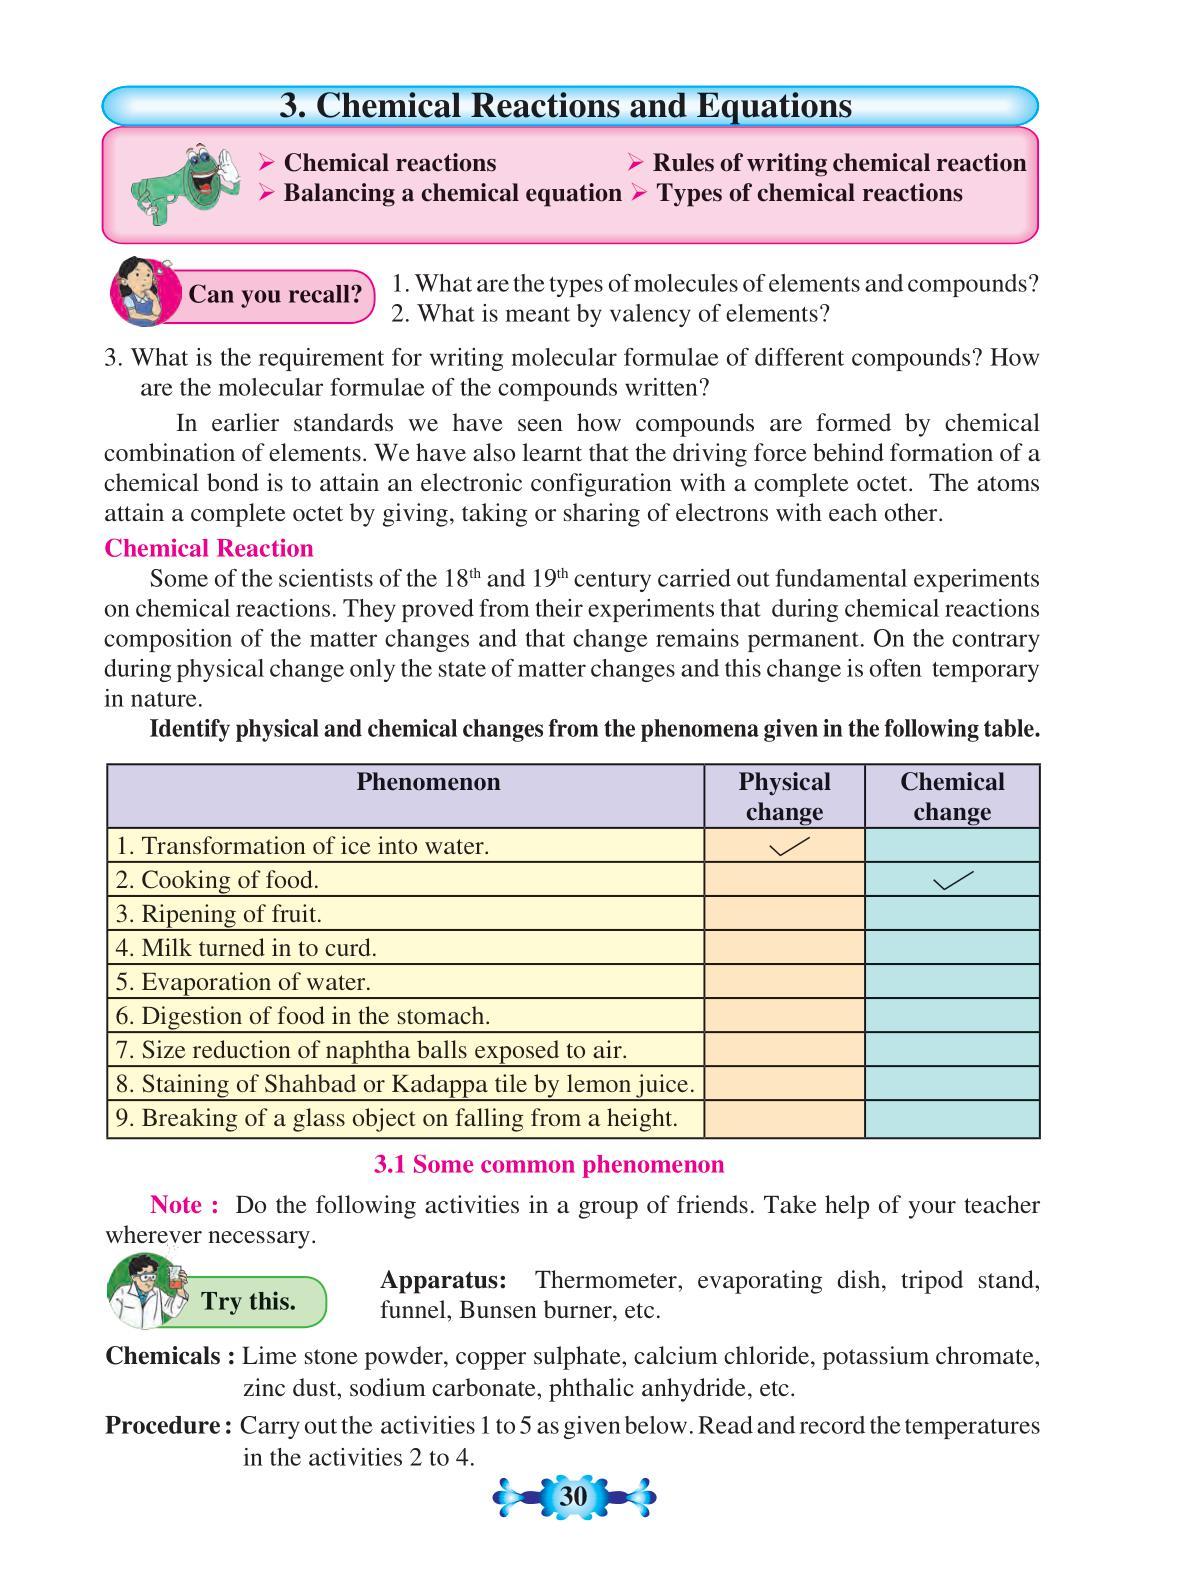 3. Chemical Reactions and Equations
➢ Chemical reactions ➢ Rules of writing chemical reaction
➢ Balancing a chemical equation ➢ Types of chemical reactions
Can you recall?
1. What are the types of molecules of elements and compounds?
2. What is meant by valency of elements?
3. What is the requirement for writing molecular formulae of different compounds? How
are the molecular formulae of the compounds written?
In earlier standards we have seen how compounds are formed by chemical
combination of elements. We have also learnt that the driving force behind formation of a
chemical bond is to attain an electronic configuration with a complete octet. The atoms
attain a complete octet by giving, taking or sharing of electrons with each other.
Chemical Reaction
Some of the scientists of the 18th and 19th century carried out fundamental experiments
on chemical reactions. They proved from their experiments that during chemical reactions
composition of the matter changes and that change remains permanent. On the contrary
during physical change only the state of matter changes and this change is often temporary
in nature.
Identify physical and chemical changes from the phenomena given in the following table.
Phenomenon Physical Chemical
change change
1. Transformation of ice into water. ✓
2. Cooking of food. ✓
3. Ripening of fruit.
4. Milk turned in to curd.
5. Evaporation of water.
6. Digestion of food in the stomach.
7. Size reduction of naphtha balls exposed to air.
8. Staining of Shahbad or Kadappa tile by lemon juice.
9. Breaking of a glass object on falling from a height.
3.1 Some common phenomenon
Note : Do the following activities in a group of friends. Take help of your teacher
wherever necessary.
Try this.
Apparatus: Thermometer, evaporating dish, tripod stand,
funnel, Bunsen burner, etc.
Chemicals : Lime stone powder, copper sulphate, calcium chloride, potassium chromate,
zinc dust, sodium carbonate, phthalic anhydride, etc.
Procedure : Carry out the activities 1 to 5 as given below. Read and record the temperatures
in the activities 2 to 4.
30